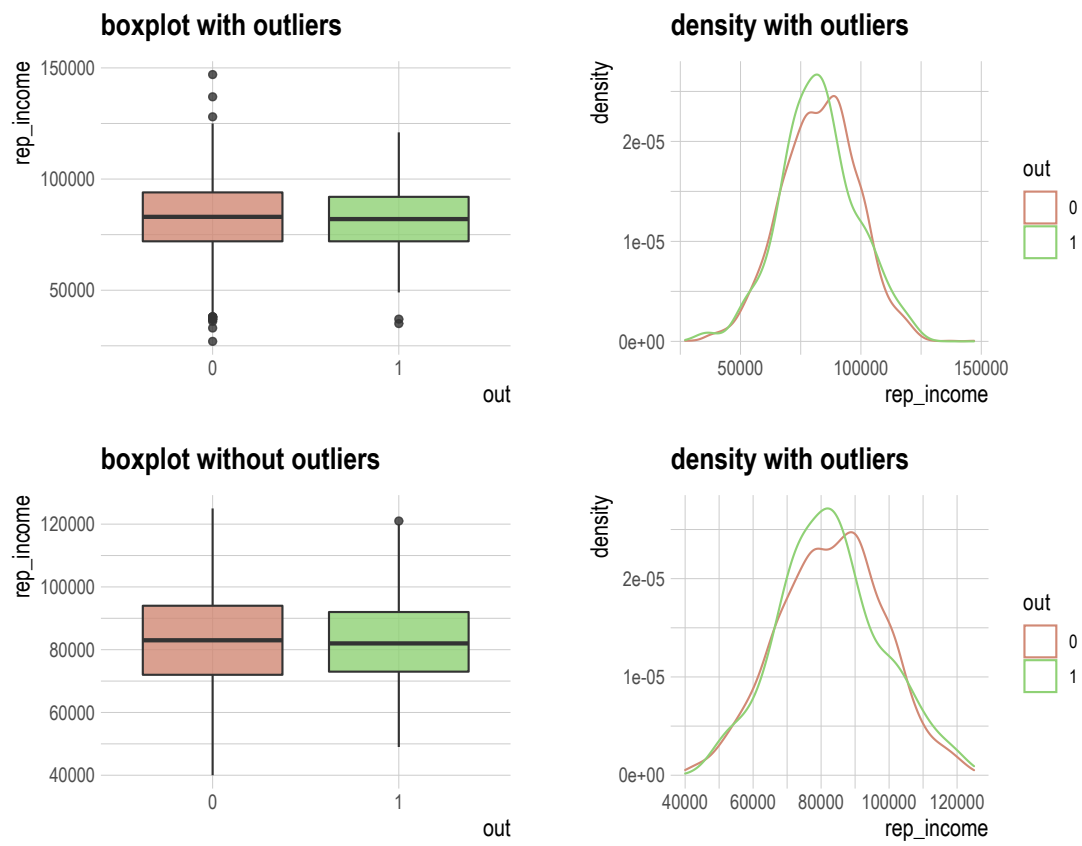 boxplot with outliers
rep_income
150000
100000
50000
0
1
out
density with outliers
density
2e-05
1e-05
0e+00
50000
100000
150000
rep_income
out
0
1
boxplot without outliers
rep_income
120000
100000
80000
60000
40000
0
1
out
density with outliers
density
2e-05
1e-05
0e+00
40000
60000
80000
100000
120000
rep_income
out
0
1